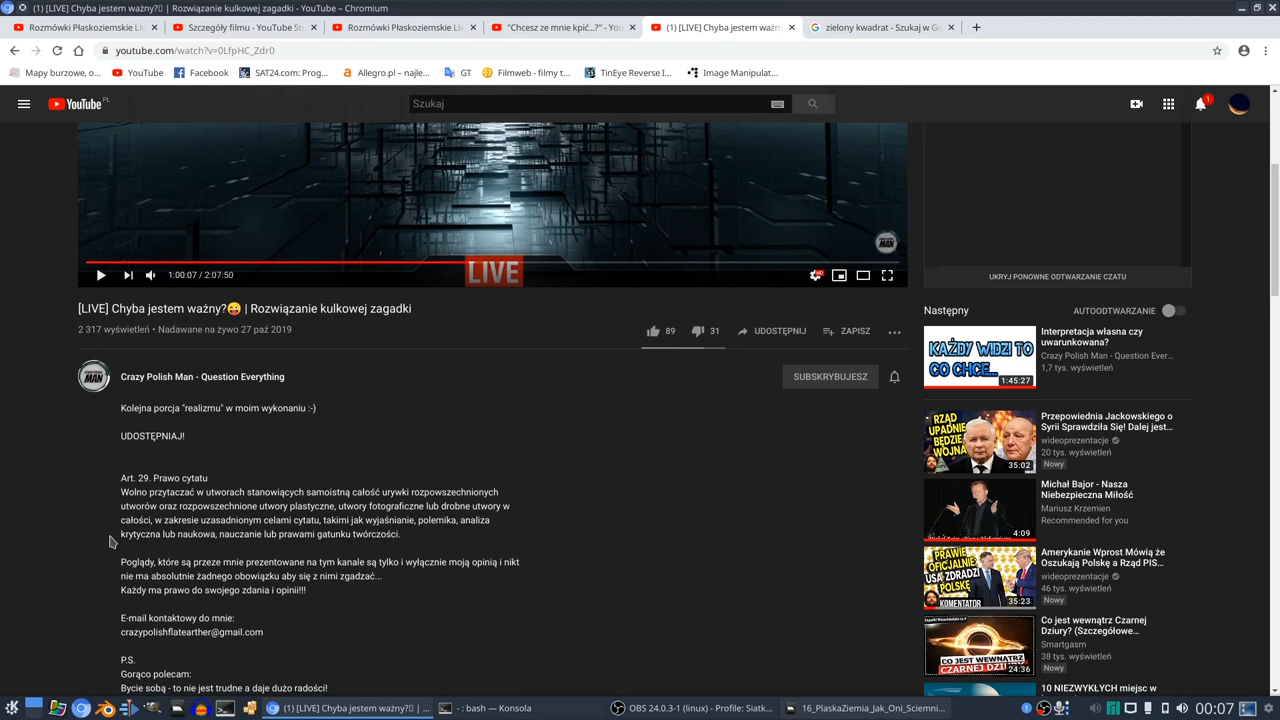 (1) [LIVE] Chyba jestem ważny?😜 | Rozwiązanie kulkowej zagadki - YouTube – Chromium
Rozmówki Płaskoziemskie Li
Szczegóły filmu - YouTube St
Rozmówki Płaskoziemskie L
"Chcesz ze mnie kpić...?" - You
(1) [LIVE] Chyba jestem ważny
zielony kwadrat - Szukaj w Go
youtube.com/watch?v=0LfpHC_Zdr0
Mapy burzowe, o...
YouTube
Facebook
SAT24.com: Prog...
Allegro.pl – najle...
GT
Filmweb - filmy t...
TinEye Reverse I...
Image Manipulat...
YouTube PL
Szukaj
1
MAN
LIVE
1:00:07 / 2:07:50
HD
UKRYJ PONOWNE ODTWARZANIE CZATU
[LIVE] Chyba jestem ważny?😜 | Rozwiązanie kulkowej zagadki
2 317 wyświetleń • Nadawane na żywo 27 paź 2019
89
31
UDOSTĘPNIJ
ZAPISZ
MAN
Crazy Polish Man - Question Everything
SUBSKRYBUJESZ
Kolejna porcja "realizmu" w moim wykonaniu :-)
UDOSTĘPNIAJ!
Art. 29. Prawo cytatu
Wolno przytaczać w utworach stanowiących samoistną całość urywki rozpowszechnionych
utworów oraz rozpowszechnione utwory plastyczne, utwory fotograficzne lub drobne utwory w
całości, w zakresie uzasadnionym celami cytatu, takimi jak wyjaśnianie, polemika, analiza
krytyczna lub naukowa, nauczanie lub prawami gatunku twórczości.
Poglądy, które są przeze mnie prezentowane na tym kanale są tylko i wyłącznie moją opinią i nikt
nie ma absolutnie żadnego obowiązku aby się z nimi zgadzać...
Każdy ma prawo do swojego zdania i opinii!!!
E-mail kontaktowy do mnie:
crazypolishflatearther@gmail.com
P.S.
Gorąco polecam:
Bycie sobą - to nie jest trudne a daje dużo radości!
Następny
AUTOODTWARZANIE
KAŻDY WIDZI TO
CO CHCE...
1:45:27
Interpretacja własna czy
uwarunkowana?
Crazy Polish Man - Question Ever...
1,7 tys. wyświetleń
RZĄD
UPADNIE
BĘDZIE
WOJNA
35:02
Przepowiednia Jackowskiego o
Syrii Sprawdziła Się! Dalej jest...
wideoprezentacje
20 tys. wyświetleń
Nowy
4:09
Michał Bajor - Nasza
Niebezpieczna Miłość
Mariusz Krzemien
Recommended for you
PRAWIE
OFICJALNIE:
USA ZDRADZI
POLSKĘ
KOMENTATOR
35:23
Amerykanie Wprost Mówią że
Oszukają Polskę a Rząd PIS...
wideoprezentacje
46 tys. wyświetleń
Nowy
CO JEST WEWNĄTRZ
CZARNEJ DZIURY?
24:36
Co jest wewnątrz Czarnej
Dziury? (Szczegółowe...
Smartgasm
38 tys. wyświetleń
Nowy
10 NIEZWYKŁYCH miejsc w
(1) [LIVE] Chyba jestem ważny?...
- : bash — Konsola
OBS 24.0.3-1 (linux) - Profile: Siatk...
16_PlaskaZiemia_Jak_Oni_Sciemni...
00:07